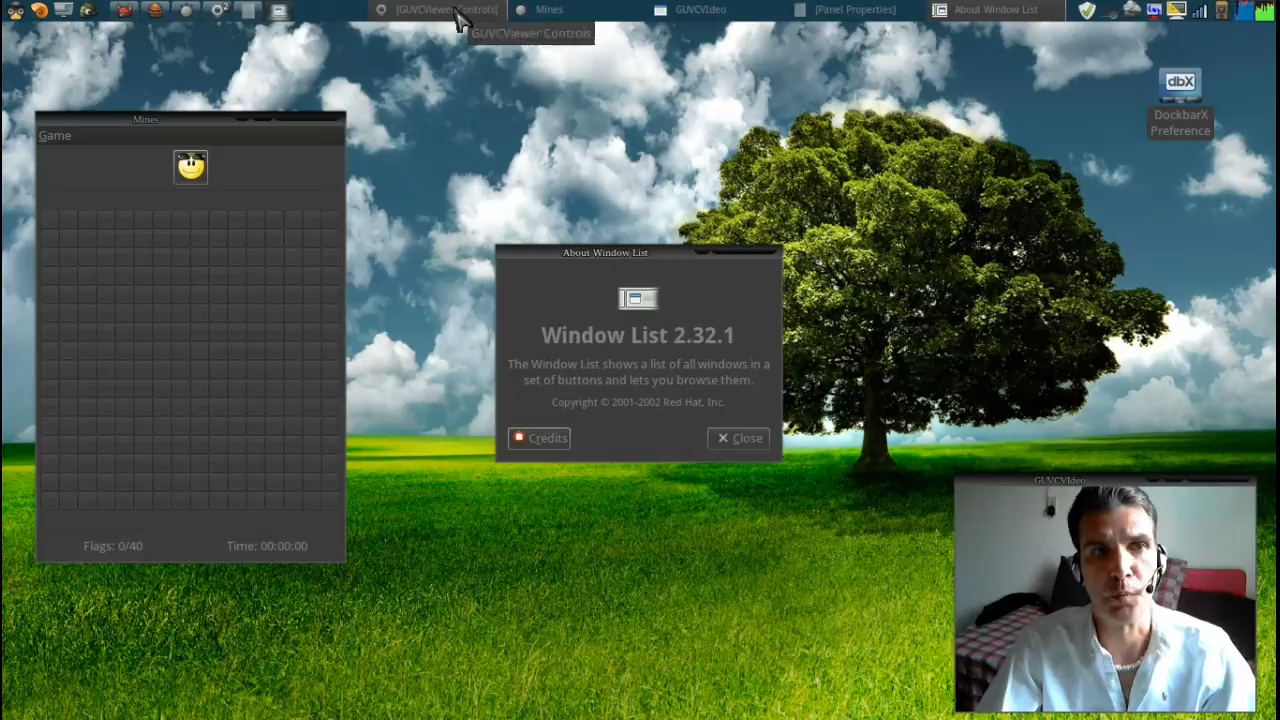 [GUVCViewer Controls]
Mines
GUVCVIdeo
[Panel Properties]
About Window List
GUVCViewer Controls
dbX
DockbarX
Preference
Mines
Game
Flags: 0/40
Time: 00:00:00
About Window List
Window List 2.32.1
The Window List shows a list of all windows in a
set of buttons and lets you browse them.
Copyright © 2001-2002 Red Hat, Inc.
Credits
Close
GUVCVIdeo